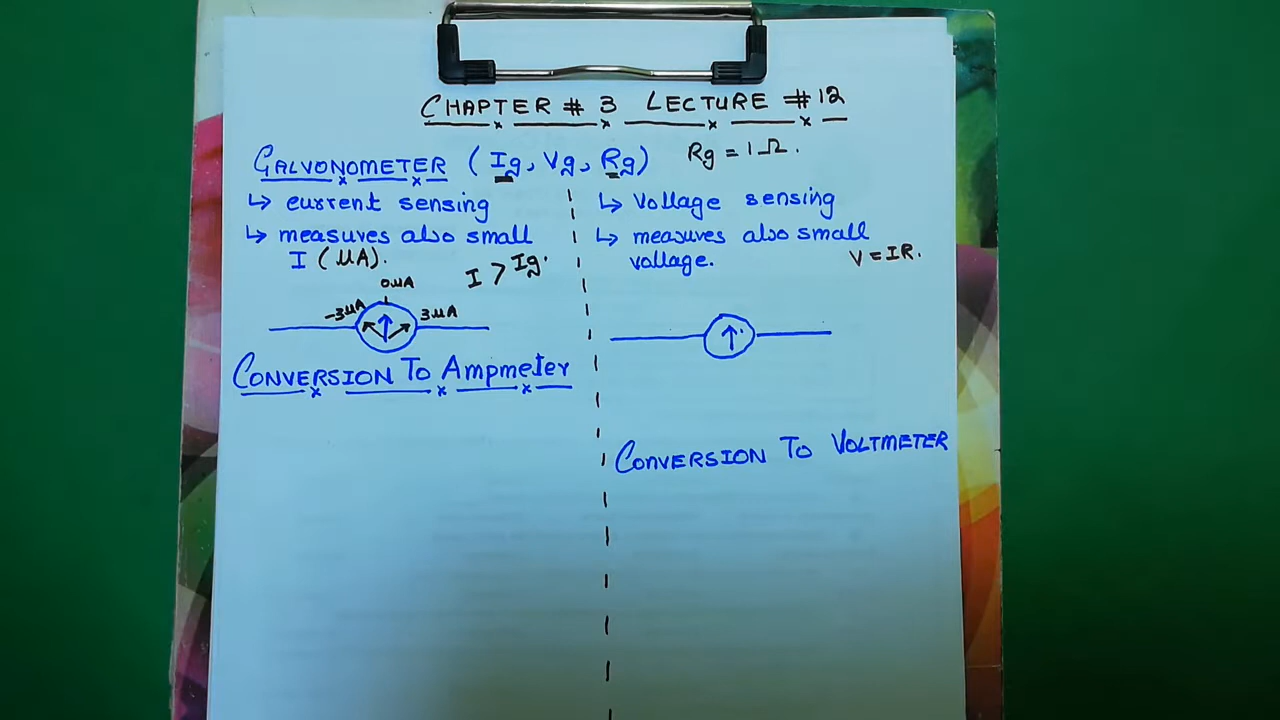 CHAPTER # 3 LECTURE # 12
GALVONOMETER (Ig, Vg, Rg)
Rg = 1 Ω.
↳ current sensing
↳ measures also small
I (μA).
I > Ig.
0μA
-3μA
3μA
CONVERSION TO Ampmeter
↳ Voltage sensing
↳ measures also small
voltage.
V = IR.
CONVERSION TO VOLTMETER